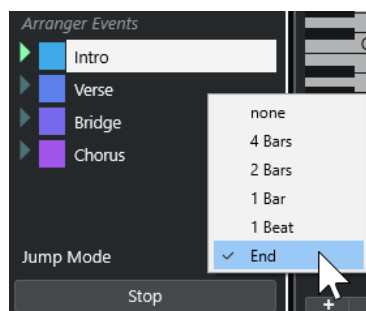 Arranger Events
Intro
Verse
Bridge
Chorus
none
4 Bars
2 Bars
1 Bar
1 Beat
End
Jump Mode
Stop